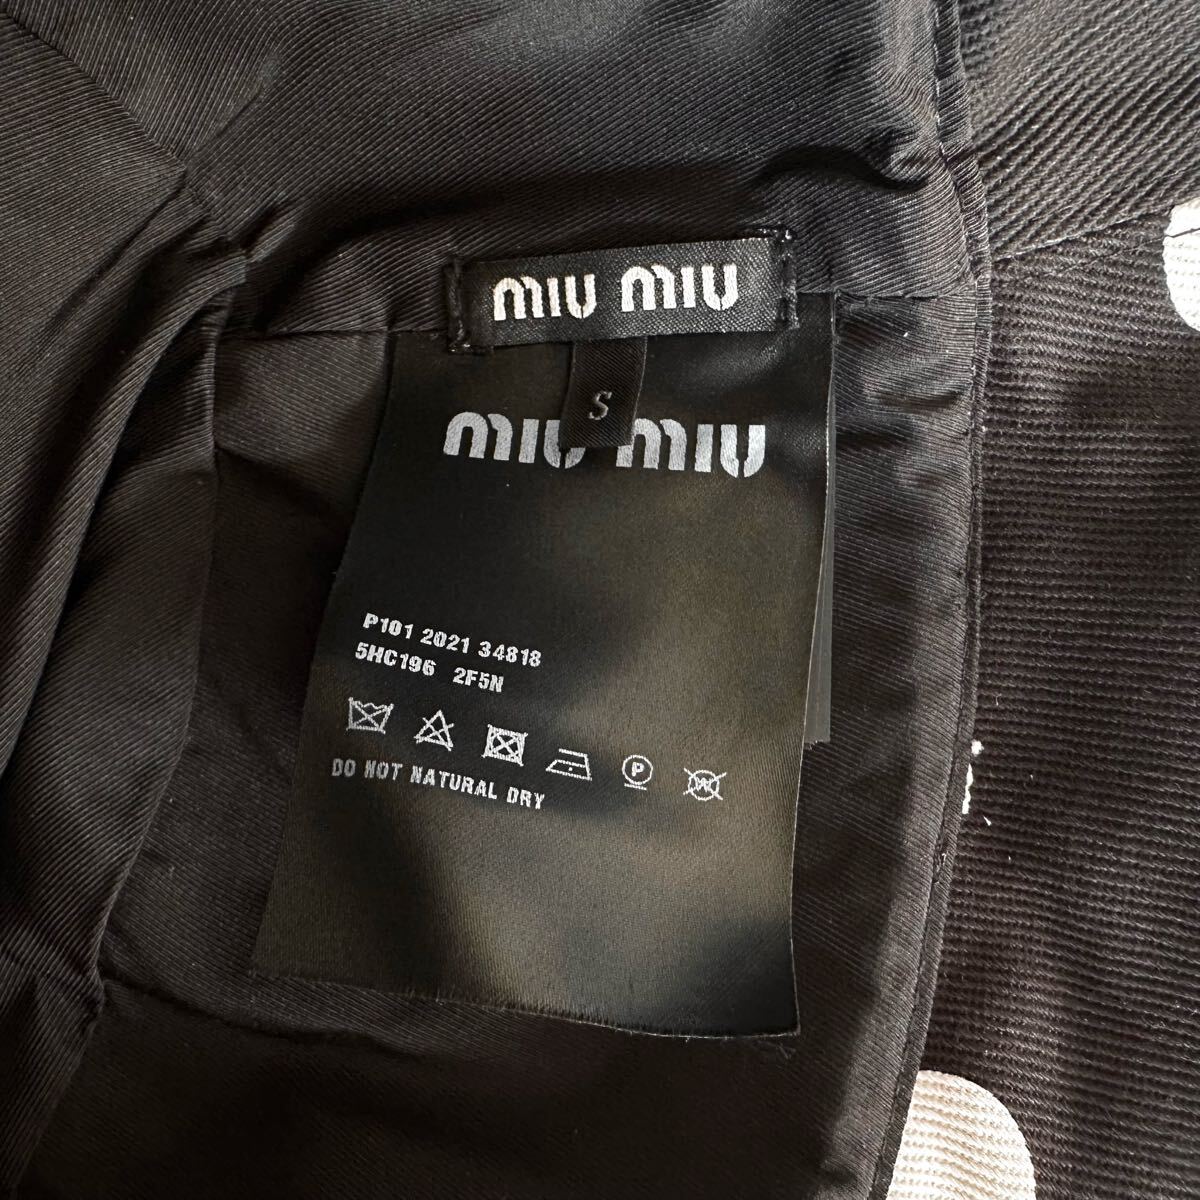 miu miu
S
miu miu
P101 2021 34818
5HC196 2F5N
P W
DO NOT NATURAL DRY